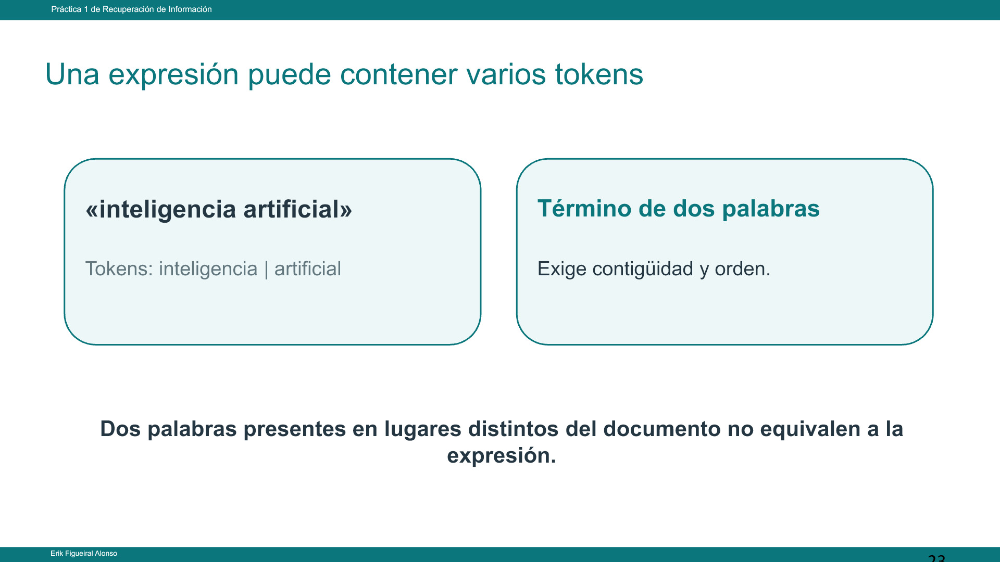 Práctica 1 de Recuperación de Información
Una expresión puede contener varios tokens
«inteligencia artificial»
Tokens: inteligencia | artificial
Término de dos palabras
Exige contigüidad y orden.
Dos palabras presentes en lugares distintos del documento no equivalen a la
expresión.
Erik Figueiral Alonso
23